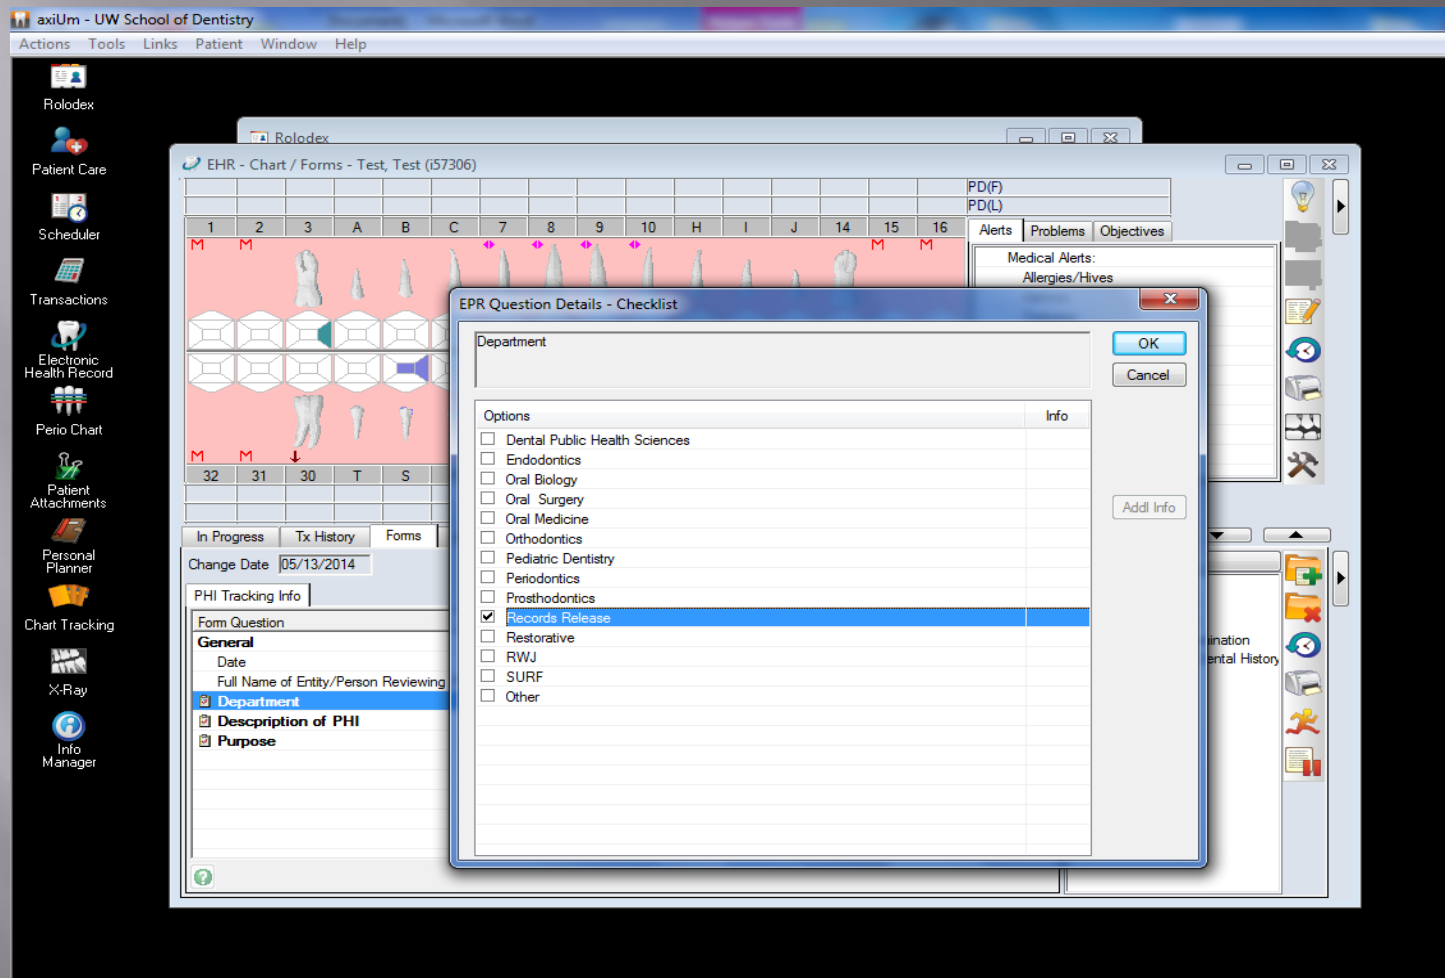 axiUm - UW School of Dentistry
Actions Tools Links Patient Window Help
Rolodex
Patient Care
Scheduler
Transactions
Electronic
Health Record
Perio Chart
Patient
Attachments
Personal
Planner
Chart Tracking
X-Ray
Info
Manager
Rolodex
EHR - Chart / Forms - Test, Test (i57306)
PD(F)
PD(L)
1 2 3 A B C 7 8 9 10 H I J 14 15 16
M M M M
Alerts Problems Objectives
Medical Alerts:
Allergies/Hives
M M
32 31 30 T S
In Progress Tx History Forms
Change Date 05/13/2014
PHI Tracking Info
Form Question
General
Date
Full Name of Entity/Person Reviewing
Department
Descpription of PHI
Purpose
ination
ental History
EPR Question Details - Checklist
Department
OK
Cancel
Options Info
Dental Public Health Sciences
Endodontics
Oral Biology
Oral Surgery
Oral Medicine
Orthodontics
Pediatric Dentistry
Periodontics
Prosthodontics
Records Release
Restorative
RWJ
SURF
Other
Addl Info